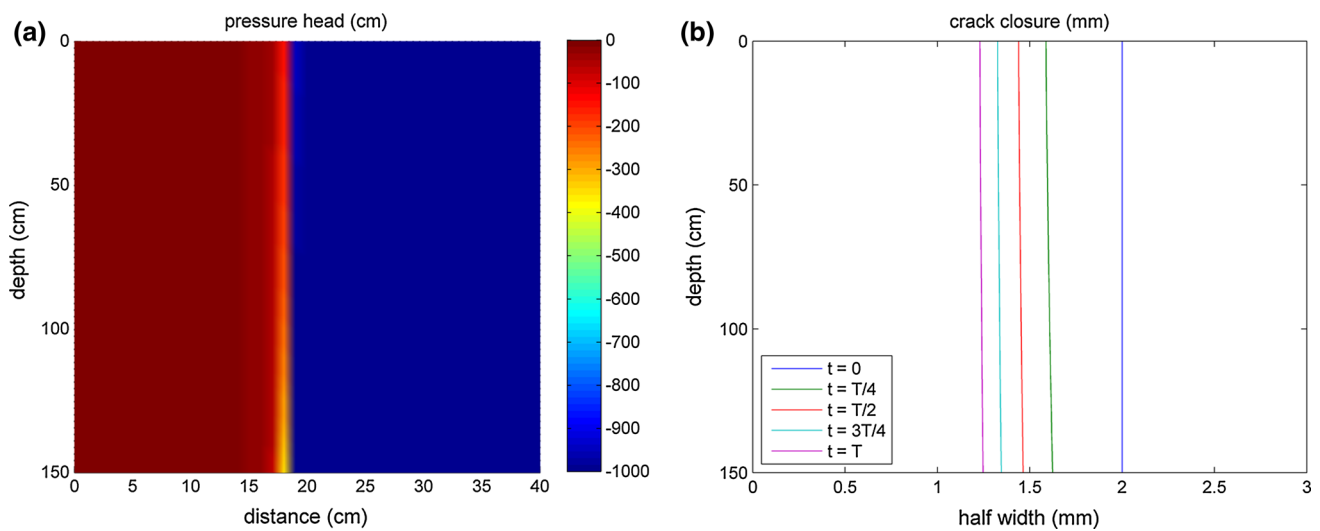 (a)
pressure head (cm)
0
50
100
150
depth (cm)
0 5 10 15 20 25 30 35 40
distance (cm)
0
-100
-200
-300
-400
-500
-600
-700
-800
-900
-1000
(b)
crack closure (mm)
0
50
100
150
depth (cm)
t = 0
t = T/4
t = T/2
t = 3T/4
t = T
0 0.5 1 1.5 2 2.5 3
half width (mm)